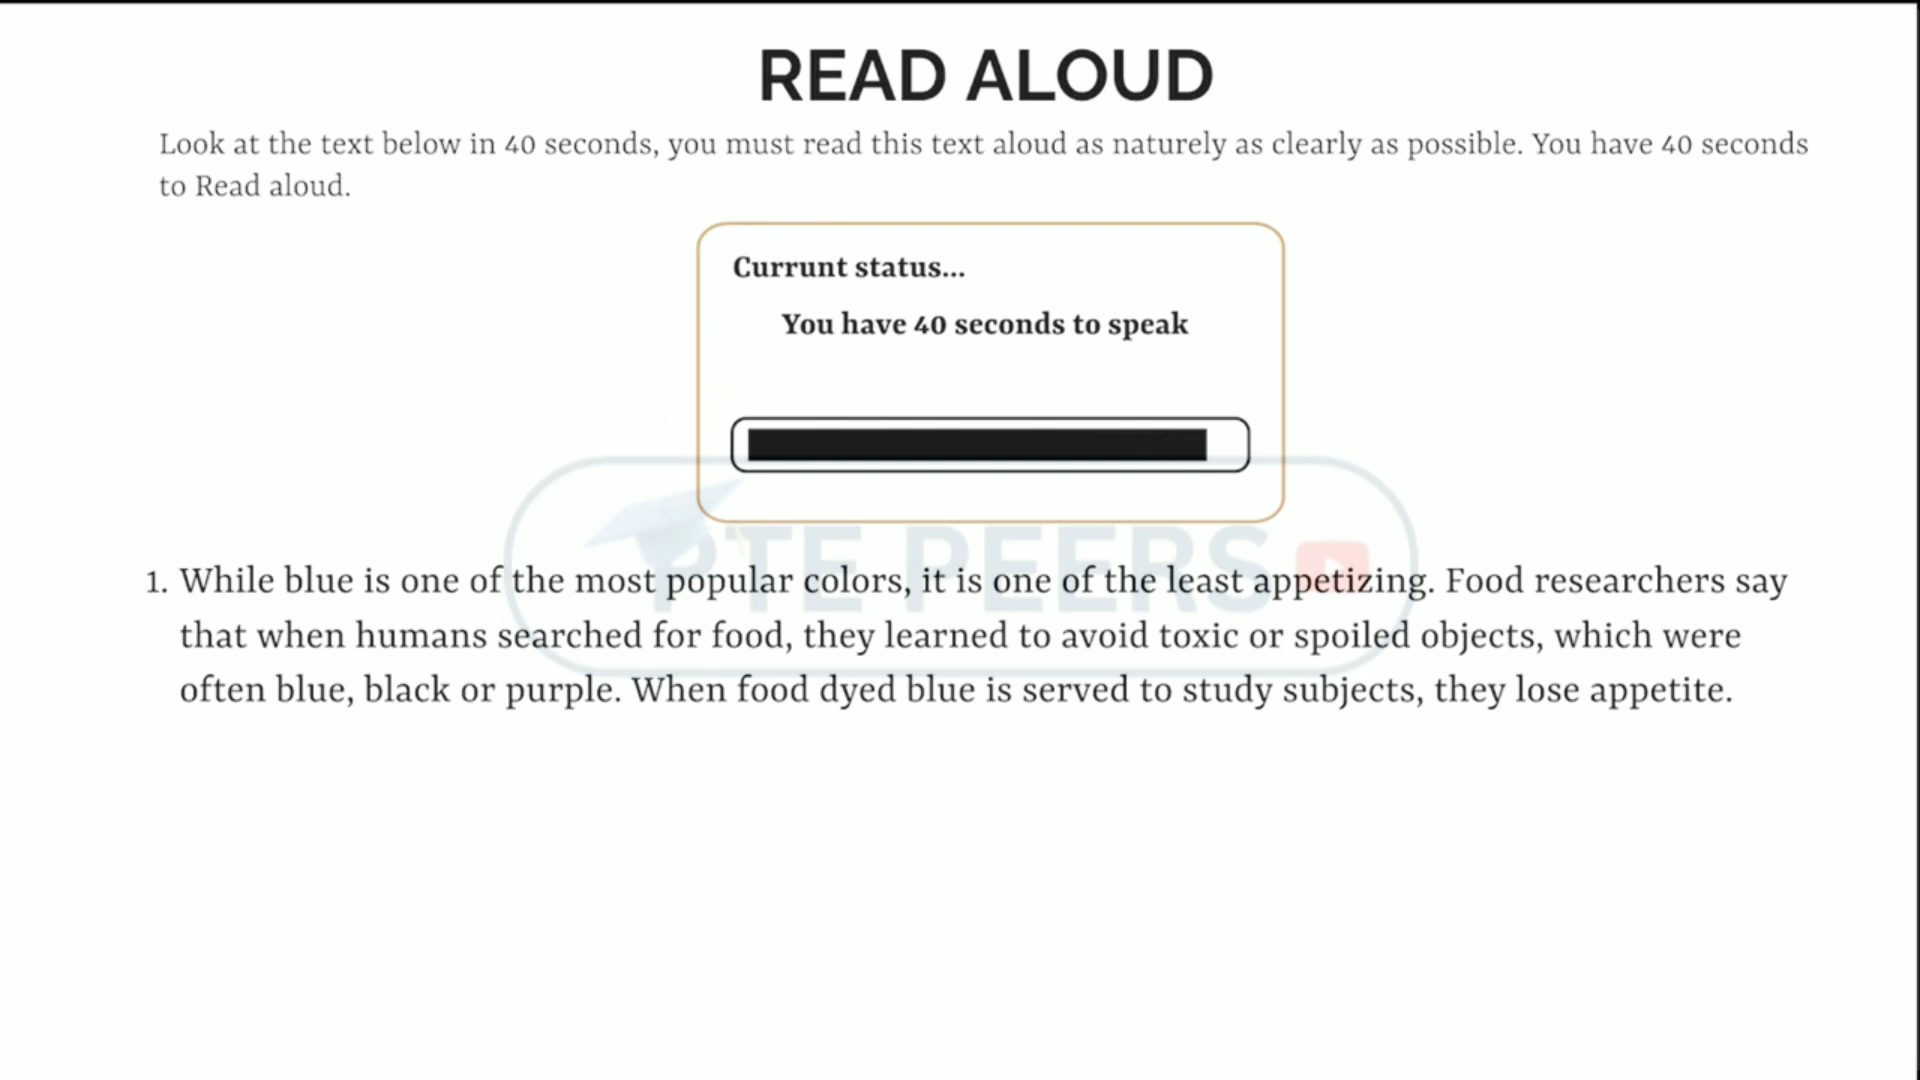 READ ALOUD
Look at the text below in 40 seconds, you must read this text aloud as naturely as clearly as possible. You have 40 seconds
to Read aloud.
Currunt status...
You have 40 seconds to speak
PTE PEERS
1. While blue is one of the most popular colors, it is one of the least appetizing. Food researchers say
that when humans searched for food, they learned to avoid toxic or spoiled objects, which were
often blue, black or purple. When food dyed blue is served to study subjects, they lose appetite.